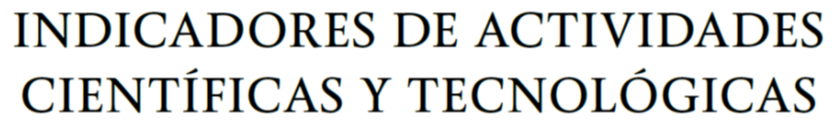 INDICADORES DE ACTIVIDADES
CIENTÍFICAS Y TECNOLÓGICAS